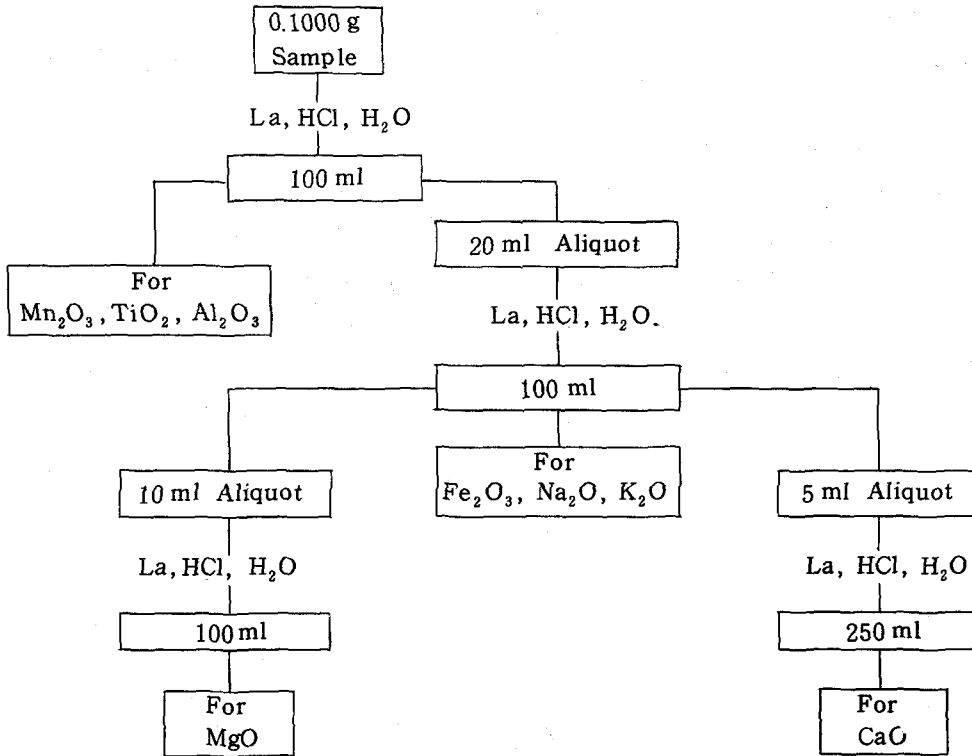 0.1000 g
Sample
La, HCl, H₂O
100 ml
20 ml Aliquot
For
Mn₂O₃, TiO₂, Al₂O₃
La, HCl, H₂O.
100 ml
For
Fe₂O₃, Na₂O, K₂O
10 ml Aliquot
5 ml Aliquot
La, HCl, H₂O
La, HCl, H₂O
100 ml
250 ml
For
MgO
For
CaO